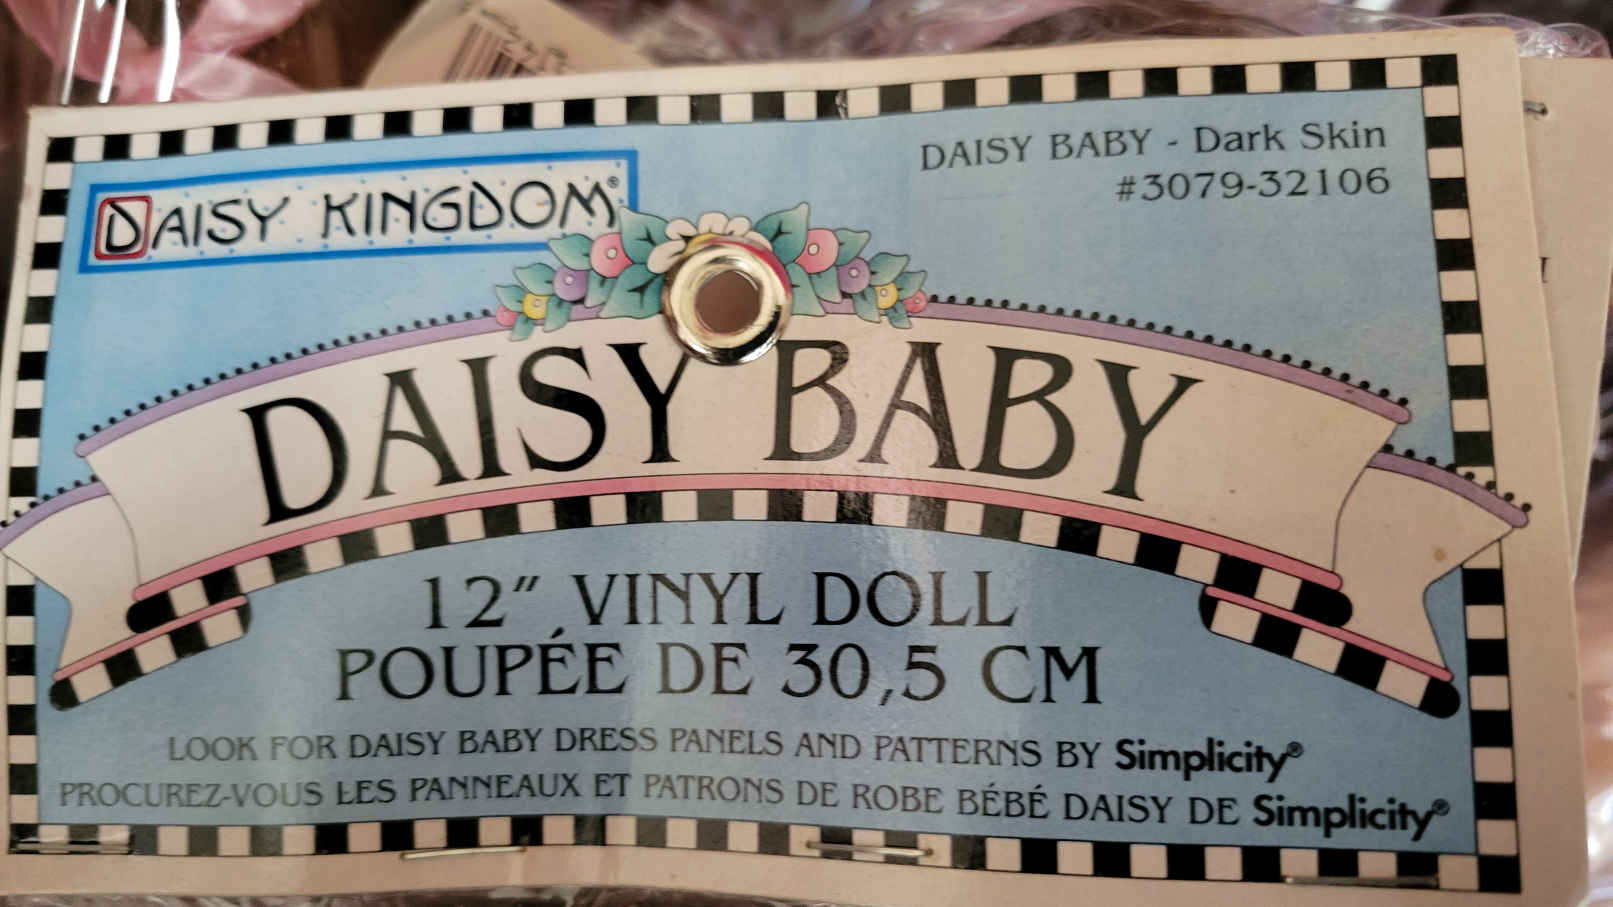 DAISY KINGDOM®
DAISY BABY - Dark Skin
#3079-32106
DAISY BABY
12" VINYL DOLL
POUPÉE DE 30,5 CM
LOOK FOR DAISY BABY DRESS PANELS AND PATTERNS BY Simplicity®
PROCUREZ-VOUS LES PANNEAUX ET PATRONS DE ROBE BÉBÉ DAISY DE Simplicity®